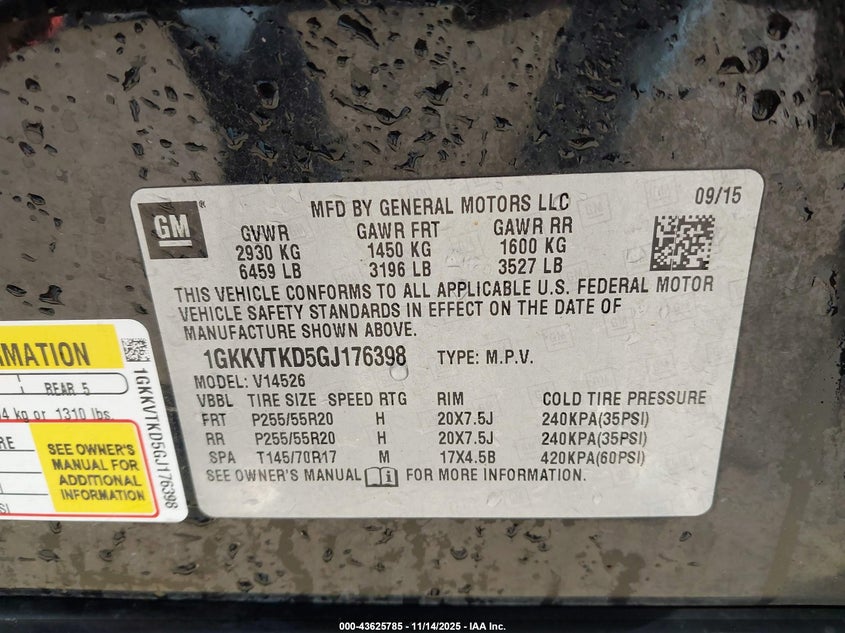 GM
®
MFD BY GENERAL MOTORS LLC
09/15
GVWR GAWR FRT GAWR RR
2930 KG 1450 KG 1600 KG
6459 LB 3196 LB 3527 LB
THIS VEHICLE CONFORMS TO ALL APPLICABLE U.S. FEDERAL MOTOR
VEHICLE SAFETY STANDARDS IN EFFECT ON THE DATE OF
MANUFACTURE SHOWN ABOVE.
1GKKVTKD5GJ176398 TYPE: M.P.V.
MODEL: V14526
VBBL TIRE SIZE SPEED RTG RIM COLD TIRE PRESSURE
FRT P255/55R20 H 20X7.5J 240KPA(35PSI)
RR P255/55R20 H 20X7.5J 240KPA(35PSI)
SPA T145/70R17 M 17X4.5B 420KPA(60PSI)
SEE OWNER'S MANUAL FOR MORE INFORMATION.
REAR 5
kg or 1310 lbs.
SEE OWNER'S
MANUAL FOR
ADDITIONAL
INFORMATION
1GKKVTKD5GJ176398
000-43625785 - 11/14/2025 - IAA Inc.